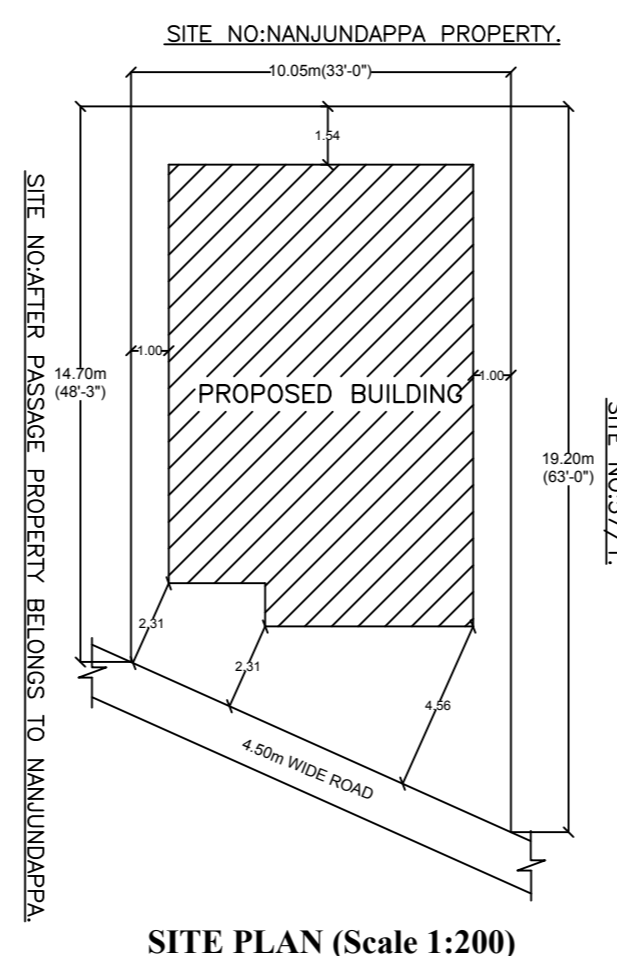 SITE NO:NANJUNDAPPA PROPERTY.
10.05m(33'-0")
1.54
SITE NO:AFTER PASSAGE PROPERTY BELONGS TO NANJUNDAPPA.
14.70m
(48'-3")
1.00
PROPOSED BUILDING
1.00
19.20m
(63'-0")
SITE NO:
2.31
2.31
4.56
4.50m WIDE ROAD
SITE PLAN (Scale 1:200)